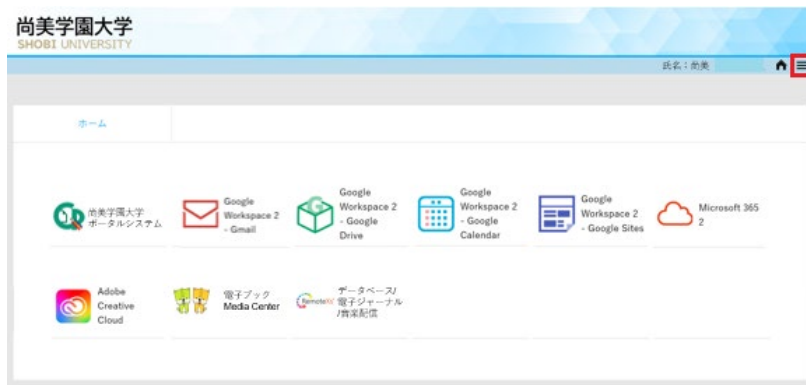 尚美学園大学
SHOBI UNIVERSITY
氏名：尚美
ホーム
尚美学園大学
ポータルシステム
Google
Workspace 2
- Gmail
Google
Workspace 2
- Google
Drive
Google
Workspace 2
- Google
Calendar
Google
Workspace 2
- Google Sites
Microsoft 365
2
Adobe
Creative
Cloud
電子ブック
Media Center
RemoteXs
データベース/
電子ジャーナル
/音楽配信